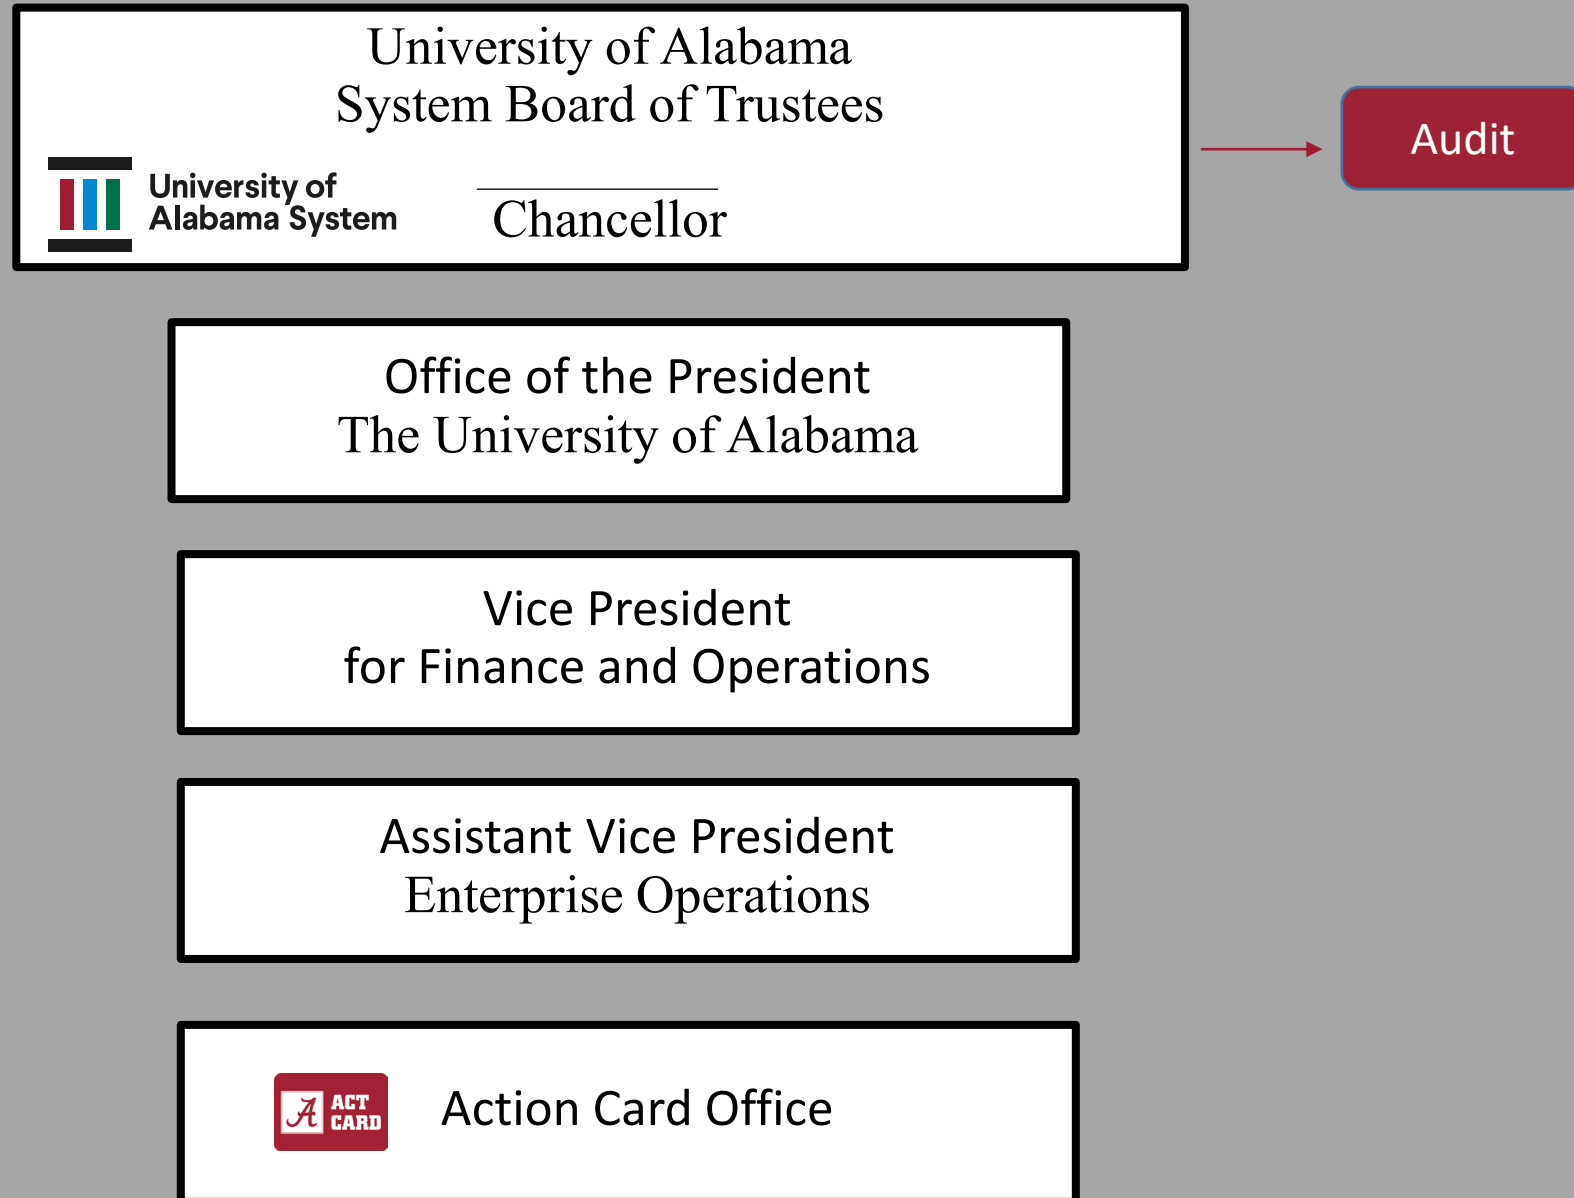 University of Alabama
System Board of Trustees
University of
Alabama System
Chancellor
Audit
Office of the President
The University of Alabama
Vice President
for Finance and Operations
Assistant Vice President
Enterprise Operations
A ACT
CARD
Action Card Office